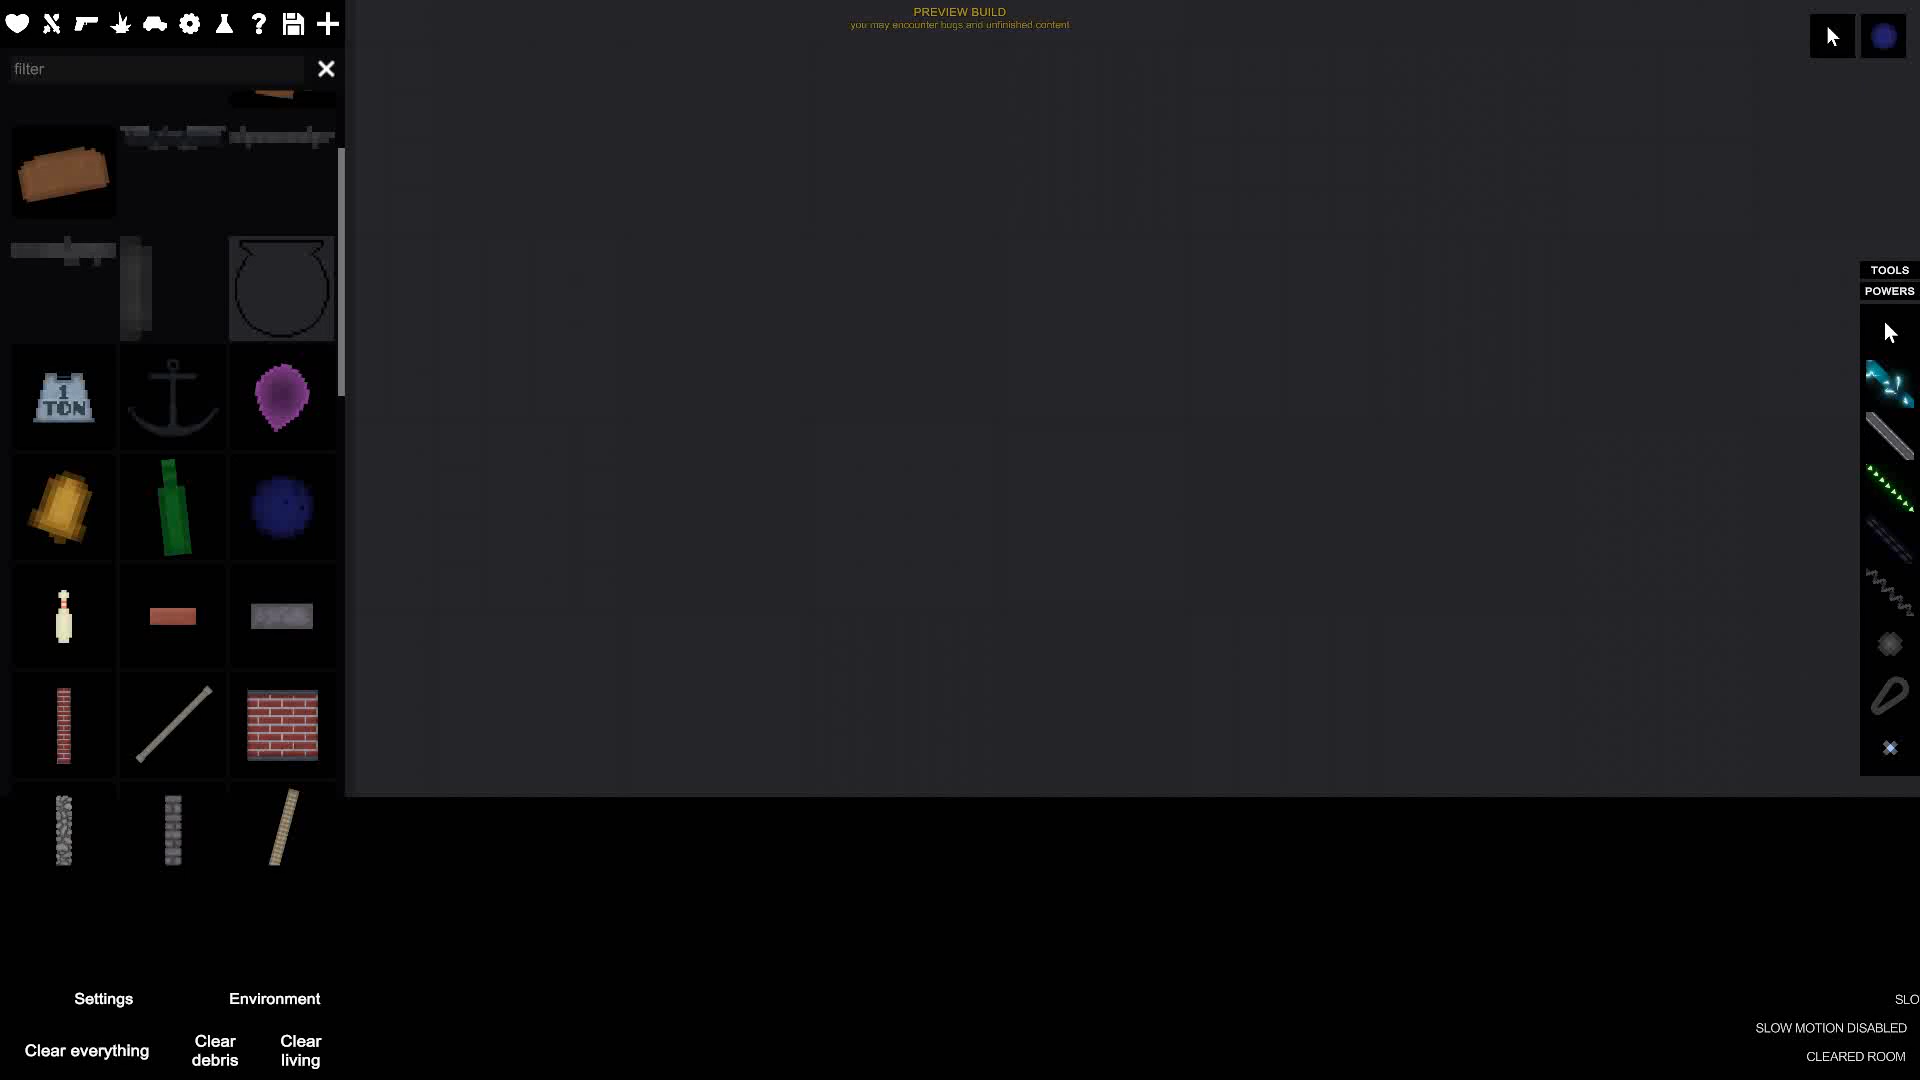 PREVIEW BUILD
you may encounter bugs and unfinished content
filter
TOOLS
POWERS
1
TON
Settings
Environment
Clear everything
Clear
debris
Clear
living
SLO
SLOW MOTION DISABLED
CLEARED ROOM